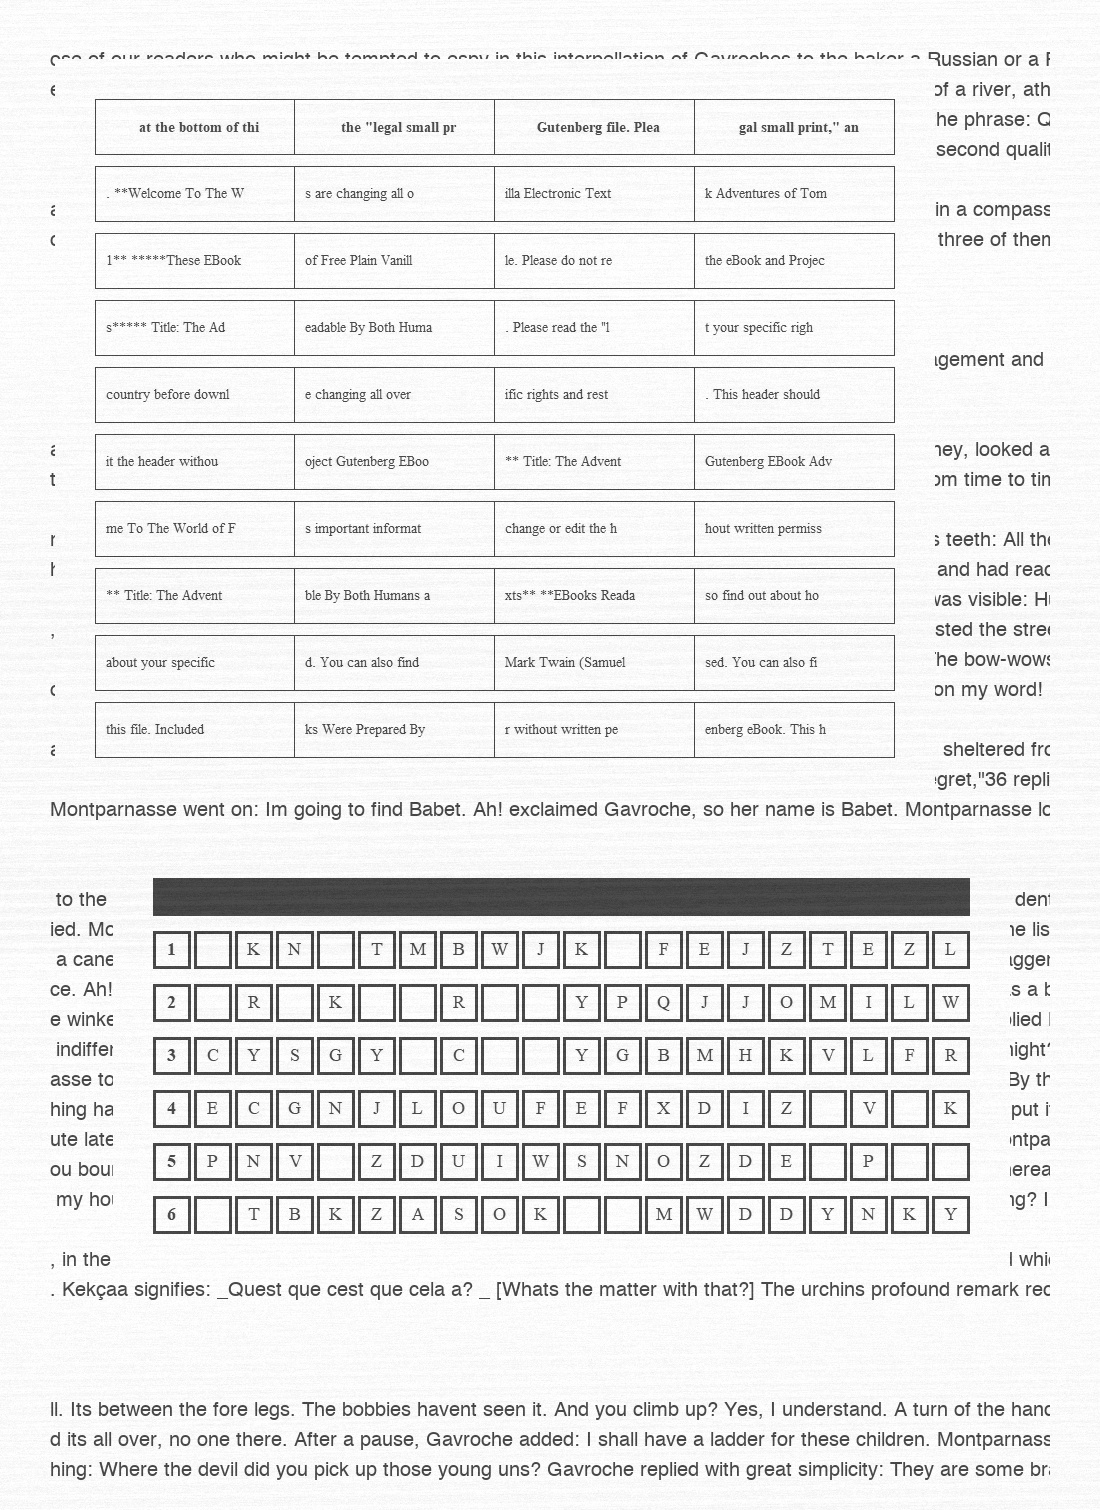 ose of our readers who might be tempted to espy in this interpellation of Gavroches to the baker a Russian or a
of a river, ath
he phrase:
second qualit
in a compass
three of them
agement and
ney, looked a
om time to tim
s teeth: All the
and had read
was visible:
sted the stree
The bow-wows
on my word!
sheltered fro
egret,"36 repli
at the bottom of thi the "legal small pr Gutenberg file. Plea gal small print," an
. **Welcome To The W s are changing all o illa Electronic Text k Adventures of Tom
1** *****These EBook of Free Plain Vanill le. Please do not re the eBook and Projec
s***** Title: The Ad eadable By Both Huma . Please read the "l t your specific righ
country before downl e changing all over ific rights and rest . This header should
it the header withou oject Gutenberg EBoo ** Title: The Advent Gutenberg EBook Adv
me To The World of F s important informat change or edit the h hout written permiss
** Title: The Advent ble By Both Humans a xts** **EBooks Reada so find out about ho
about your specific d. You can also find Mark Twain (Samuel sed. You can also fi
this file. Included ks Were Prepared By r without written pe enberg eBook. This h
Montparnasse went on: Im going to find Babet. Ah! exclaimed Gavroche, so her name is Babet. Montparnasse lo
to the
ied. Mo
a cane
ce. Ah!
e winke
indiffer
asse to
hing ha
ute late
ou boun
my hou
, in the
1 K N T M B W J K F E J Z T E Z L
2 R K R Y P Q J J O M I L W
3 C Y S G Y C Y G B M H K V L F R
4 E C G N J L O U F E F X D I Z V K
5 P N V Z D U I W S N O Z D E P
6 T B K Z A S O K M W D D Y N K Y
dent
he lis
agger
as a b
plied
night?
By th
put i
ontpa
herea
ng? I
l whi
. Kekçaa signifies: _Quest que cest que cela a? _ [Whats the matter with that?] The urchins profound remark rec
ll. Its between the fore legs. The bobbies havent seen it. And you climb up? Yes, I understand. A turn of the hand
d its all over, no one there. After a pause, Gavroche added: I shall have a ladder for these children. Montparnass
hing: Where the devil did you pick up those young uns? Gavroche replied with great simplicity: They are some bra